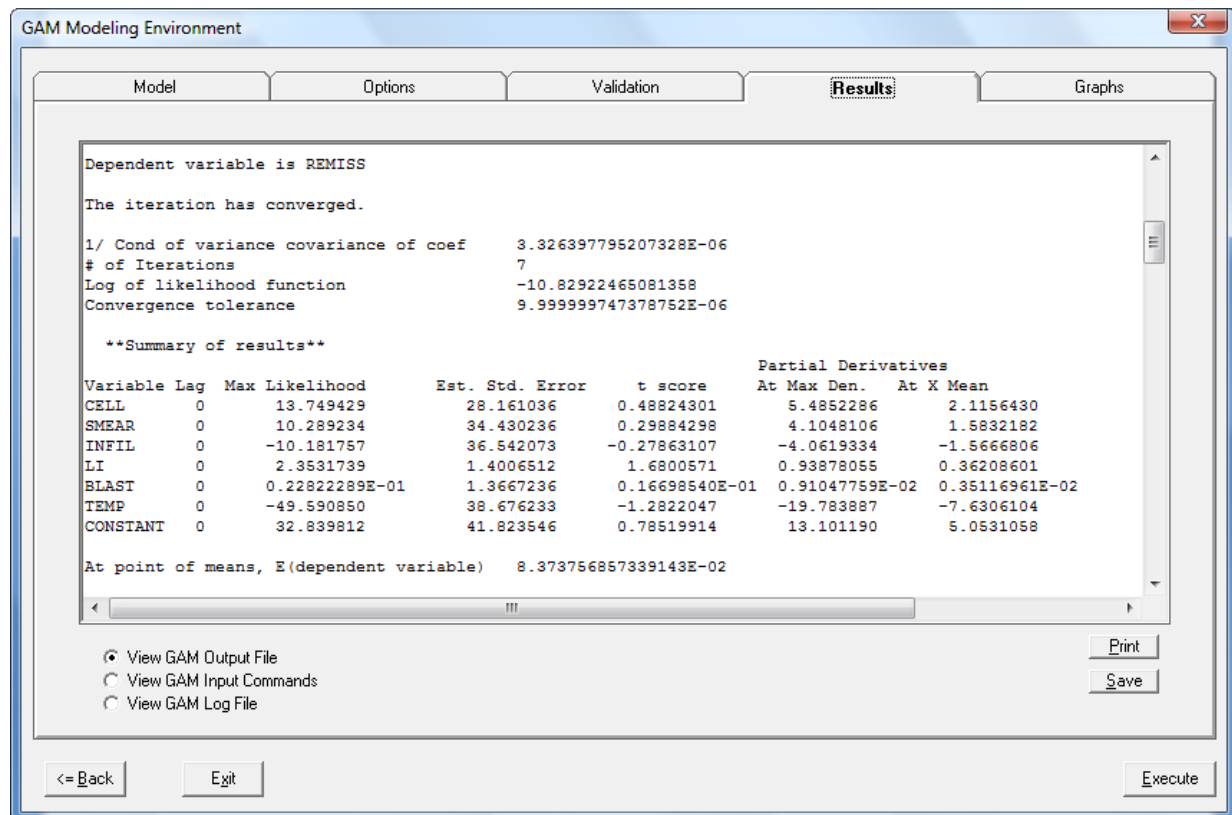 GAM Modeling Environment
x
Model Options Validation Results Graphs
Dependent variable is REMISS
The iteration has converged.
1/ Cond of variance covariance of coef 3.326397795207328E-06
# of Iterations 7
Log of likelihood function -10.82922465081358
Convergence tolerance 9.999999747378752E-06
**Summary of results**
Partial Derivatives
Variable Lag Max Likelihood Est. Std. Error t score At Max Den. At X Mean
CELL 0 13.749429 28.161036 0.48824301 5.4852286 2.1156430
SMEAR 0 10.289234 34.430236 0.29884298 4.1048106 1.5832182
INFIL 0 -10.181757 36.542073 -0.27863107 -4.0619334 -1.5666806
LI 0 2.3531739 1.4006512 1.6800571 0.93878055 0.36208601
BLAST 0 0.22822289E-01 1.3667236 0.16698540E-01 0.91047759E-02 0.35116961E-02
TEMP 0 -49.590850 38.676233 -1.2822047 -19.783887 -7.6306104
CONSTANT 0 32.839812 41.823546 0.78519914 13.101190 5.0531058
At point of means, E(dependent variable) 8.373756857339143E-02
View GAM Output File
View GAM Input Commands
View GAM Log File
Print
Save
<= Back Exit Execute